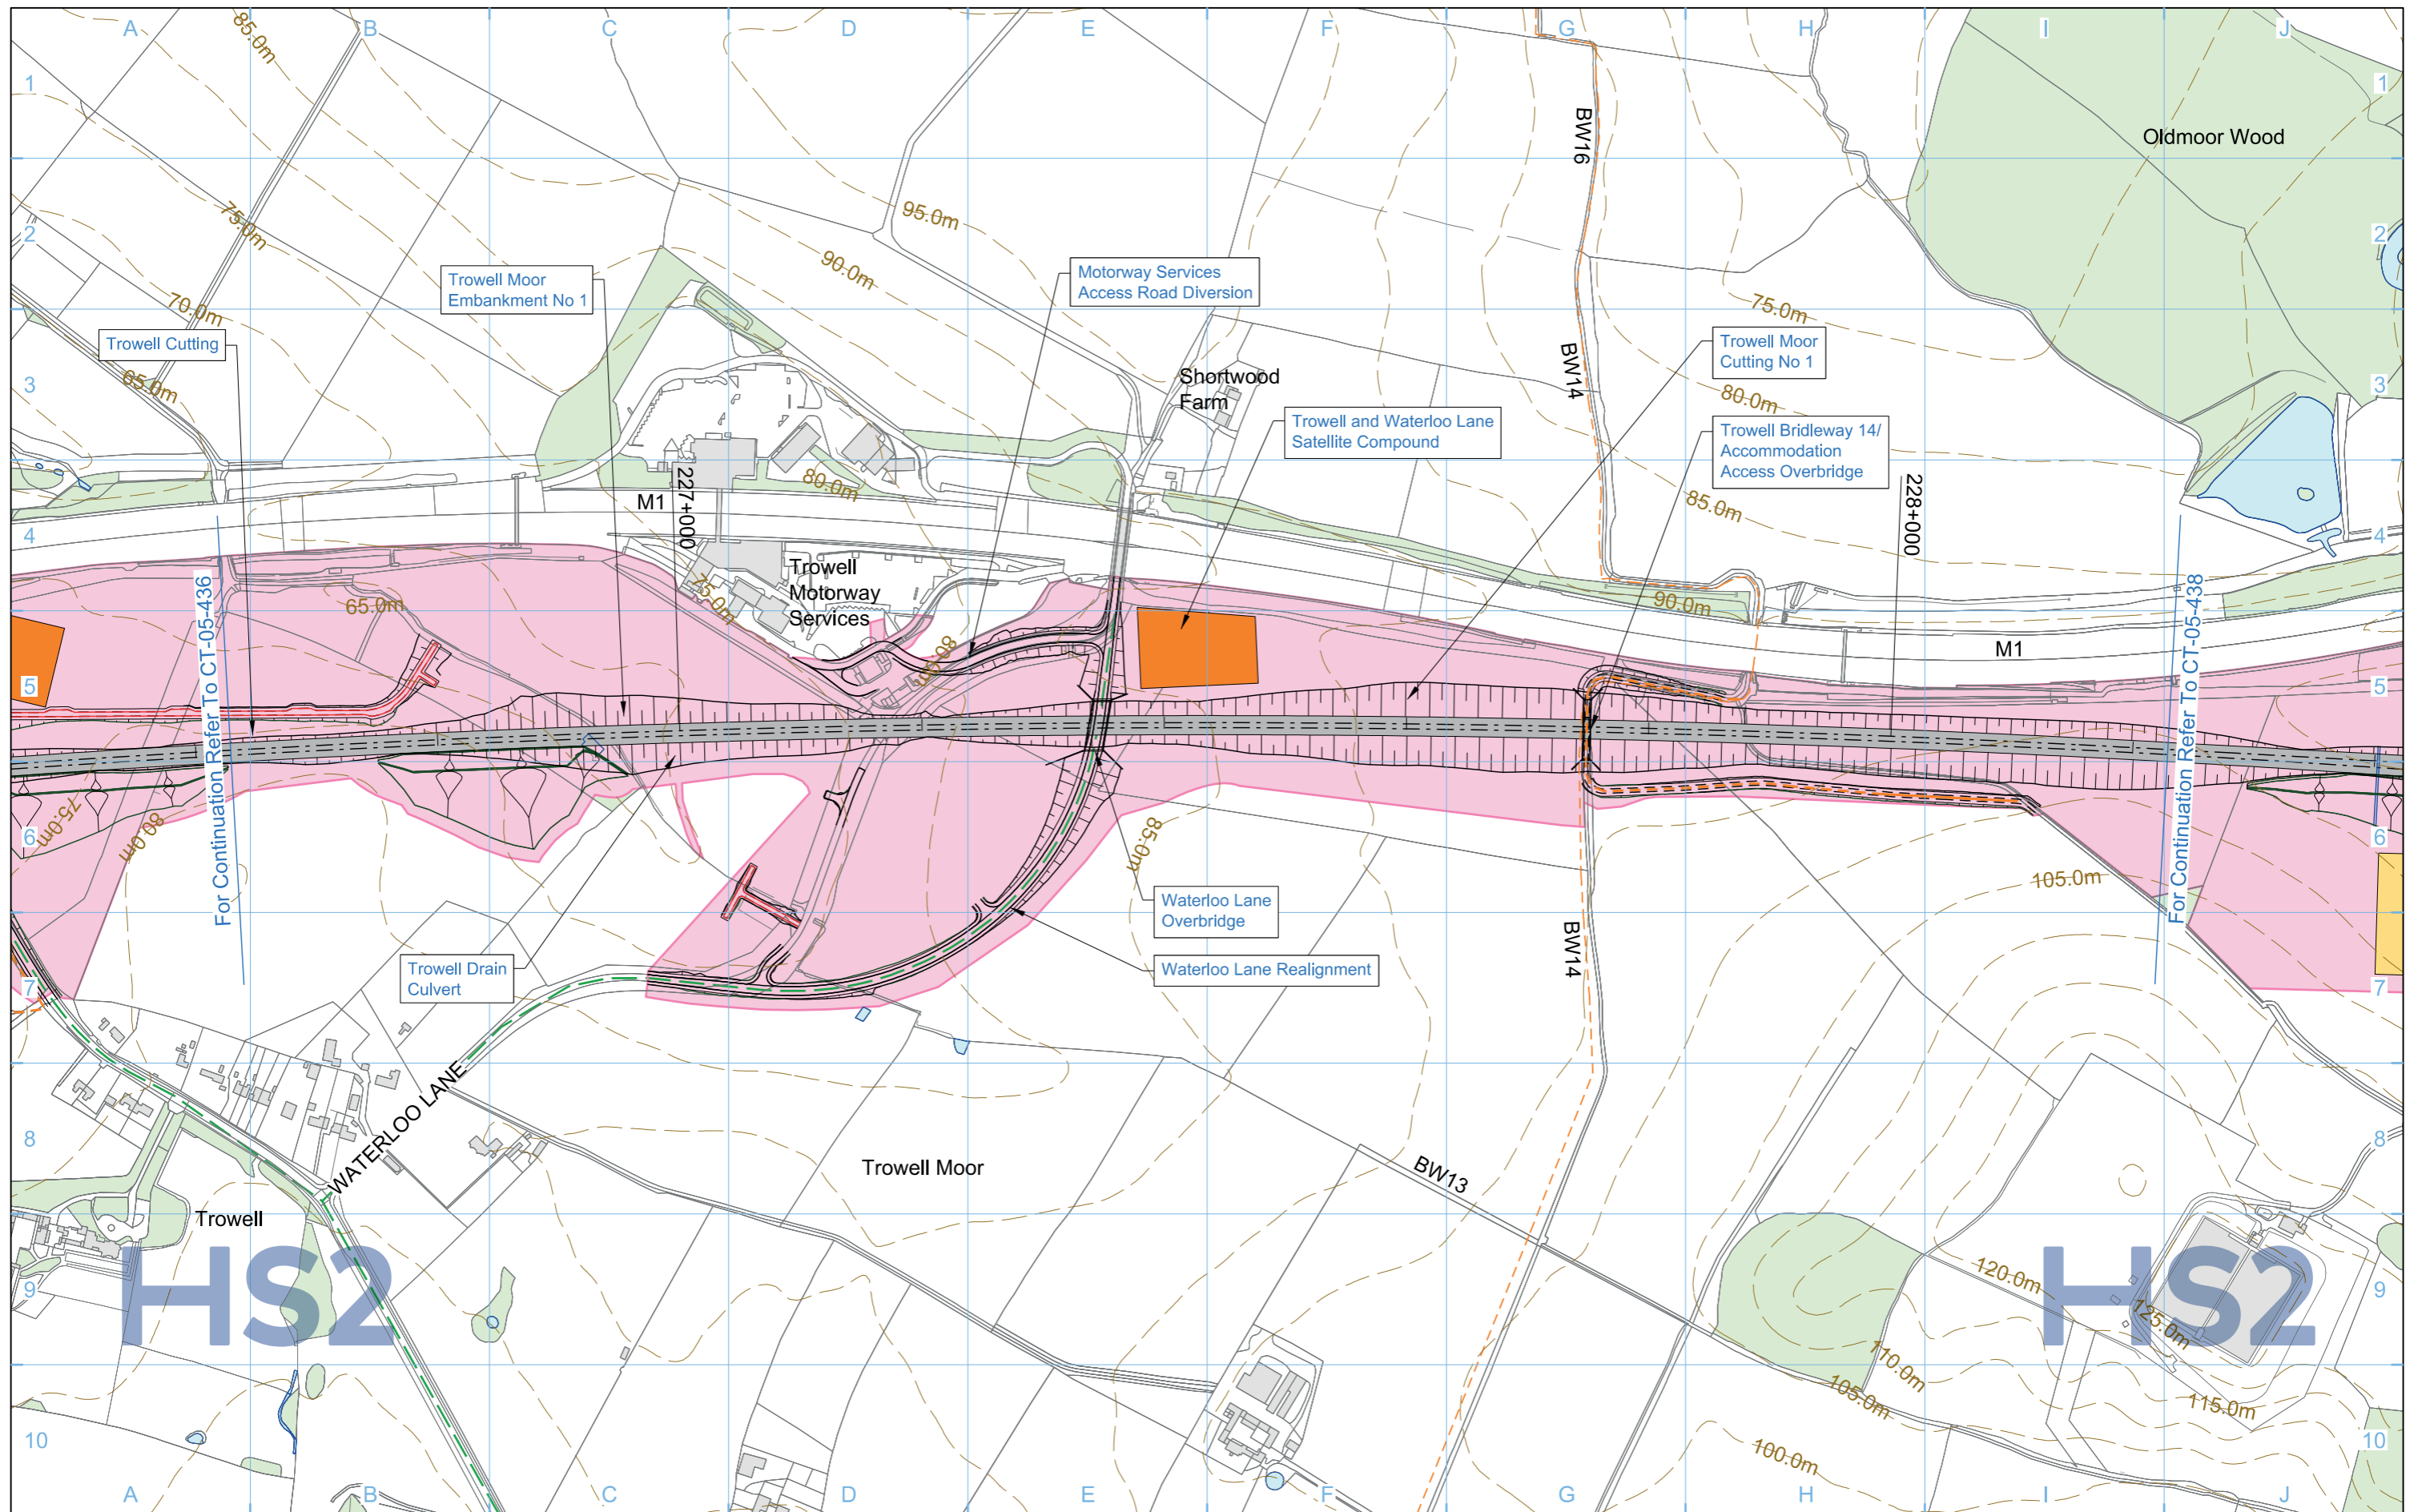 A B C D E F G H I J
1
1
2
2
3
3
4
4
5
5
6
6
7
7
8
8
9
9
10
10
A B C D E F G H I J
85.0m
75.0m
70.0m
65.0m
95.0m
90.0m
BW16
Oldmoor Wood
Trowell Moor
Embankment No 1
Motorway Services
Access Road Diversion
Trowell Cutting
Shortwood
Farm
Trowell and Waterloo Lane
Satellite Compound
BW14
75.0m
Trowell Moor
Cutting No 1
80.0m
Trowell Bridleway 14/
Accommodation
Access Overbridge
85.0m
228+000
M1
227+000
80.0m
Trowell
Motorway
Services
75.0m
65.0m
80.0m
90.0m
M1
For Continuation Refer To CT-05-436
For Continuation Refer To CT-05-438
75.0m
80.0m
85.0m
105.0m
Waterloo Lane
Overbridge
Waterloo Lane Realignment
Trowell Drain
Culvert
BW14
WATERLOO LANE
Trowell Moor
BW13
Trowell
HS2
HS2
120.0m
125.0m
110.0m
105.0m
115.0m
100.0m